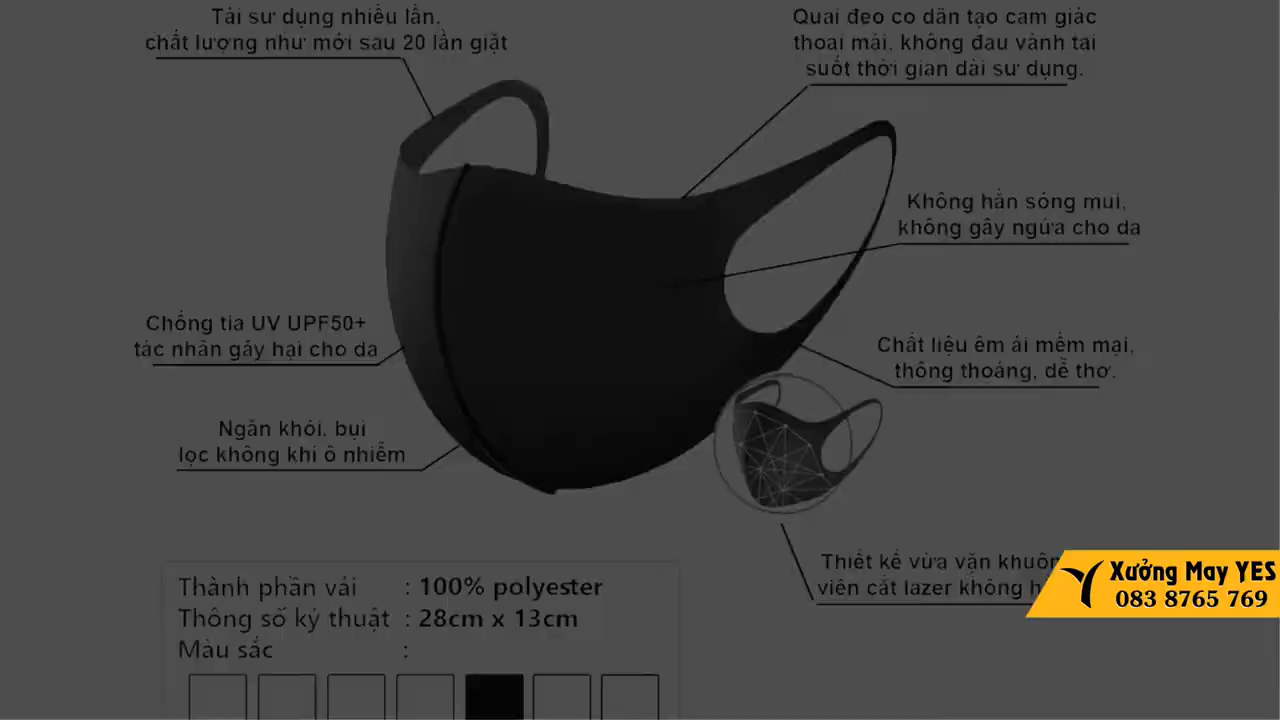 Tái sử dụng nhiều lần,
chất lượng như mới sau 20 lần giặt
Quai đeo co dãn tạo cảm giác
thoải mái, không đau vành tai
suốt thời gian dài sử dụng.
Không hằn sóng mũi,
không gây ngứa cho da
Chống tia UV UPF50+
tác nhân gây hại cho da
Chất liệu êm ái mềm mại,
thông thoáng, dễ thở.
Ngăn khói, bụi
lọc không khí ô nhiễm
Thiết kế vừa vặn khuôn
viên cắt lazer không
Xưởng May YES
083 8765 769
Thành phần vải : 100% polyester
Thông số kỹ thuật : 28cm x 13cm
Màu sắc :